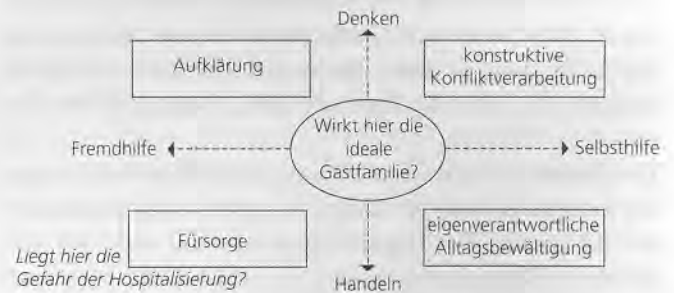 Denken
Aufklärung
konstruktive
Konfliktverarbeitung
Fremdhilfe
Wirkt hier die
ideale
Gastfamilie?
Selbsthilfe
Fürsorge
eigenverantwortliche
Alltagsbewältigung
Liegt hier die
Gefahr der Hospitalisierung?
Handeln